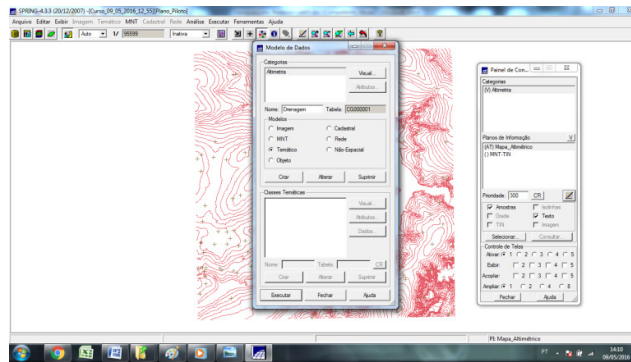 SPRING-4.3.3 (20/12/2007) -[Curso_09_05_2016_12_55][Plano_Piloto]
Arquivo Editar Exibir Imagem Temático MNT Cadastral Rede Análise Executar Ferramentas Ajuda
Auto 1/ 95599 Inativa
Modelo de Dados
Categorias
Altimetria
Visual...
Atributos...
Nome: Drenagem Tabela: CG000001
Modelos
Imagem Cadastral
MNT Rede
Temático Não-Espacial
Objeto
Criar Alterar Suprimir
Classes Temáticas
Visual...
Atributos...
Dados...
Nome: Tabela: CR
Criar Alterar Suprimir
Executar Fechar Ajuda
Painel de Con...
Categorias
(V) Altimetria
Planos de Informação V
(AT) Mapa_Altimétrico
( ) MNT-TIN
Prioridade: 300 CR
Amostras Isolinhas
Grade Texto
TIN Imagem
Selecionar... Consultar...
Controle de Telas
Ativar: 1 2 3 4 5
Exibir: 2 3 4 5
Acoplar: 2 3 4 5
Ampliar: 1 2 4 8
Fechar Ajuda
PI: Mapa_Altimétrico
PT 14:10
09/05/2016